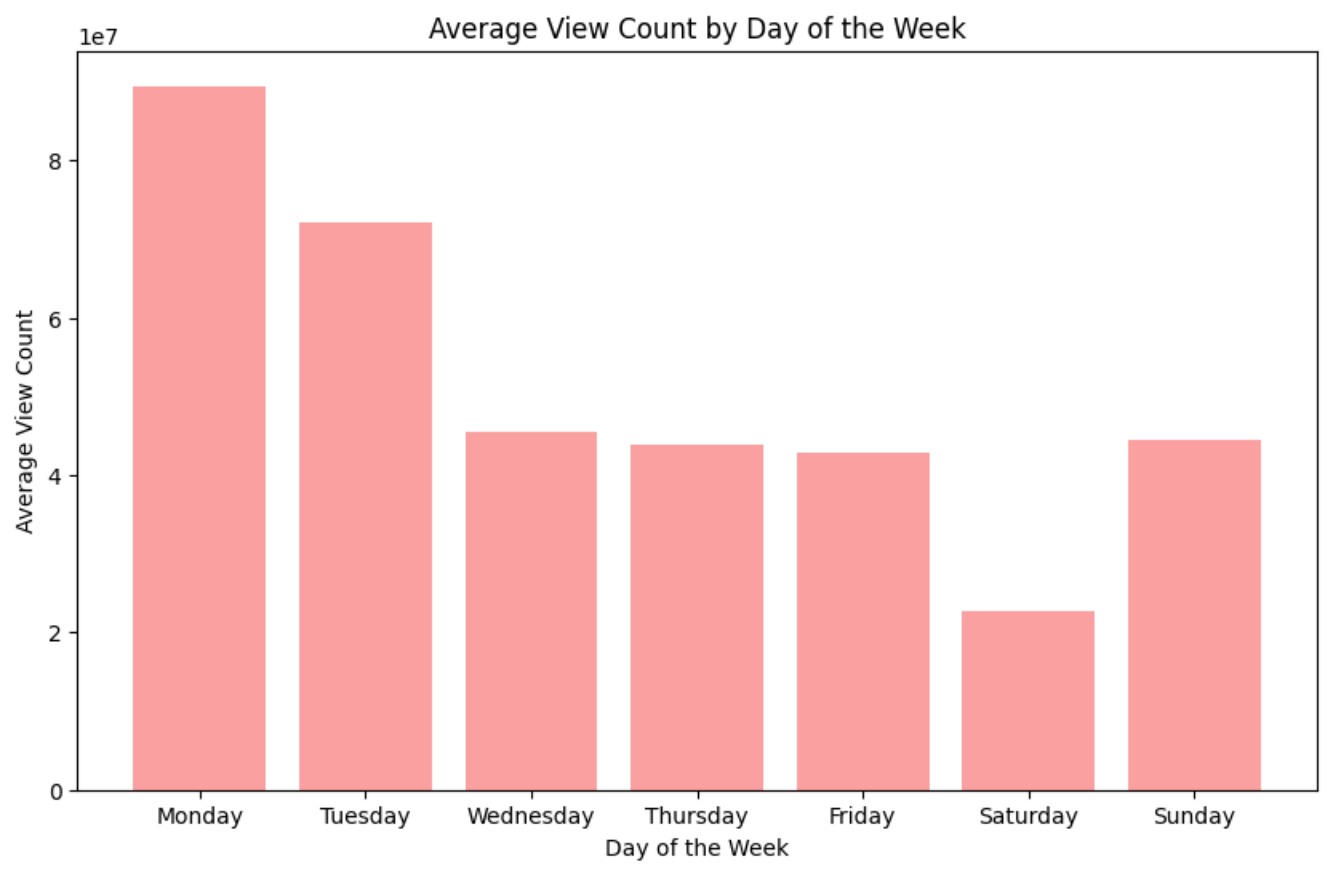 Average View Count by Day of the Week
1e7
8
6
4
2
0
Average View Count
Monday Tuesday Wednesday Thursday Friday Saturday Sunday
Day of the Week